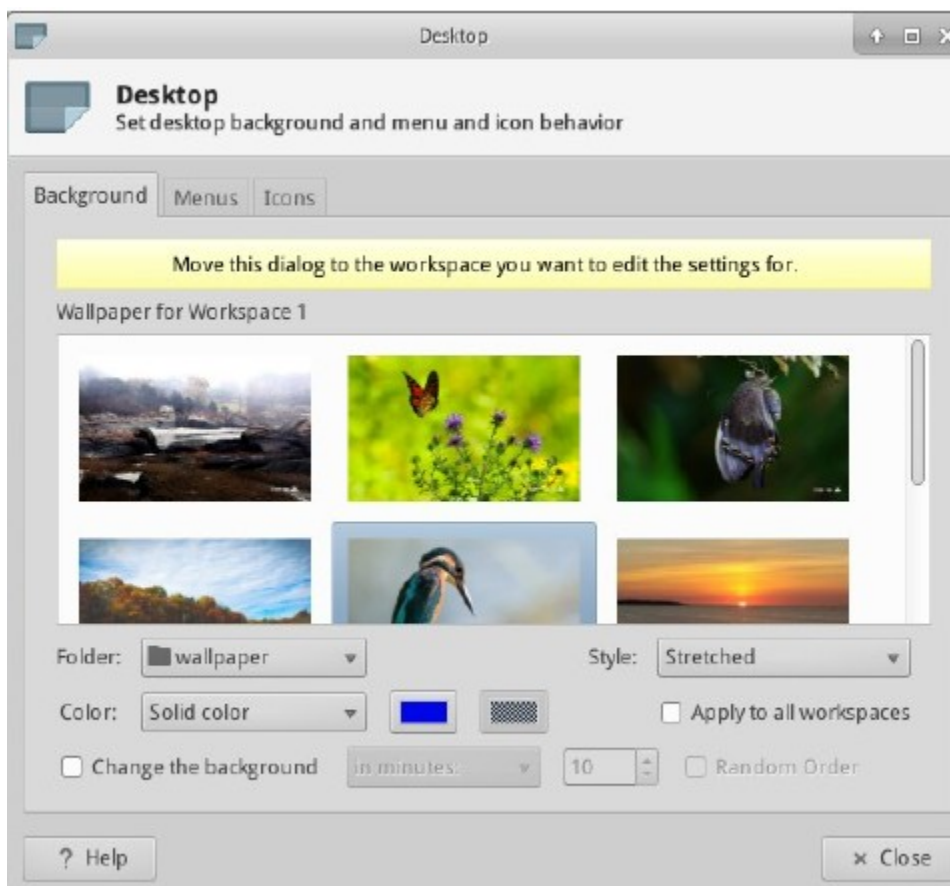 Desktop
Desktop
Set desktop background and menu and icon behavior
Background Menus Icons
Move this dialog to the workspace you want to edit the settings for.
Wallpaper for Workspace 1
Folder: wallpaper Style: Stretched
Color: Solid color Apply to all workspaces
Change the background in minutes: 10 Random Order
? Help × Close